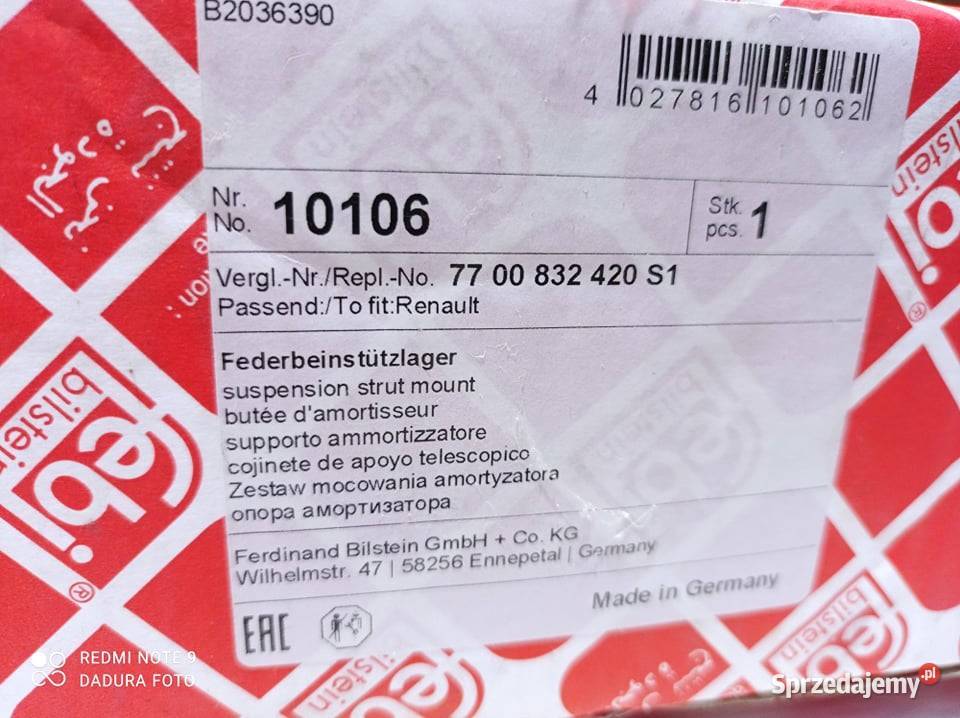 B2036390
4 027816 101062
Nr.
No. 10106
Stk.
pcs. 1
Vergl.-Nr./Repl.-No. 77 00 832 420 S1
Passend:/To fit:Renault
Federbeinstützlager
suspension strut mount
butée d'amortisseur
supporto ammortizzatore
cojinete de apoyo telescopico
Zestaw mocowania amortyzatora
опора амортизатора
Ferdinand Bilstein GmbH + Co. KG
Wilhelmstr. 47 | 58256 Ennepetal | Germany
Made in Germany
EAC
febi
bilstein
®
febi
bilstein
®
bilstein
REDMI NOTE 9
DADURA FOTO
Sprzedajemy.pl